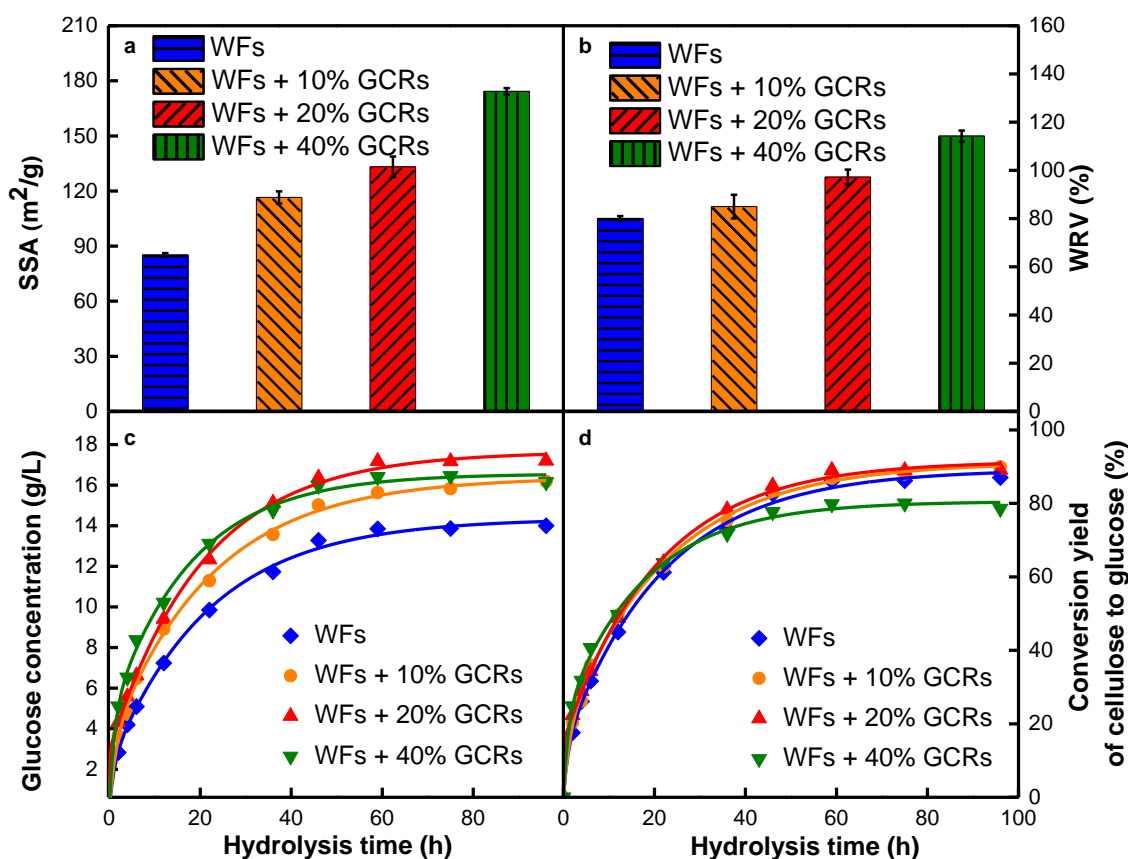 a
WFs
WFs + 10% GCRs
WFs + 20% GCRs
WFs + 40% GCRs
210
180
150
120
90
60
30
0
SSA (m²/g)
b
WFs
WFs + 10% GCRs
WFs + 20% GCRs
WFs + 40% GCRs
160
140
120
100
80
60
40
20
0
WRV (%)
c
18
16
14
12
10
8
6
4
2
Glucose concentration (g/L)
WFs
WFs + 10% GCRs
WFs + 20% GCRs
WFs + 40% GCRs
0 20 40 60 80
Hydrolysis time (h)
d
WFs
WFs + 10% GCRs
WFs + 20% GCRs
WFs + 40% GCRs
100
80
60
40
20
0
Conversion yield
of cellulose to glucose (%)
0 20 40 60 80 100
Hydrolysis time (h)